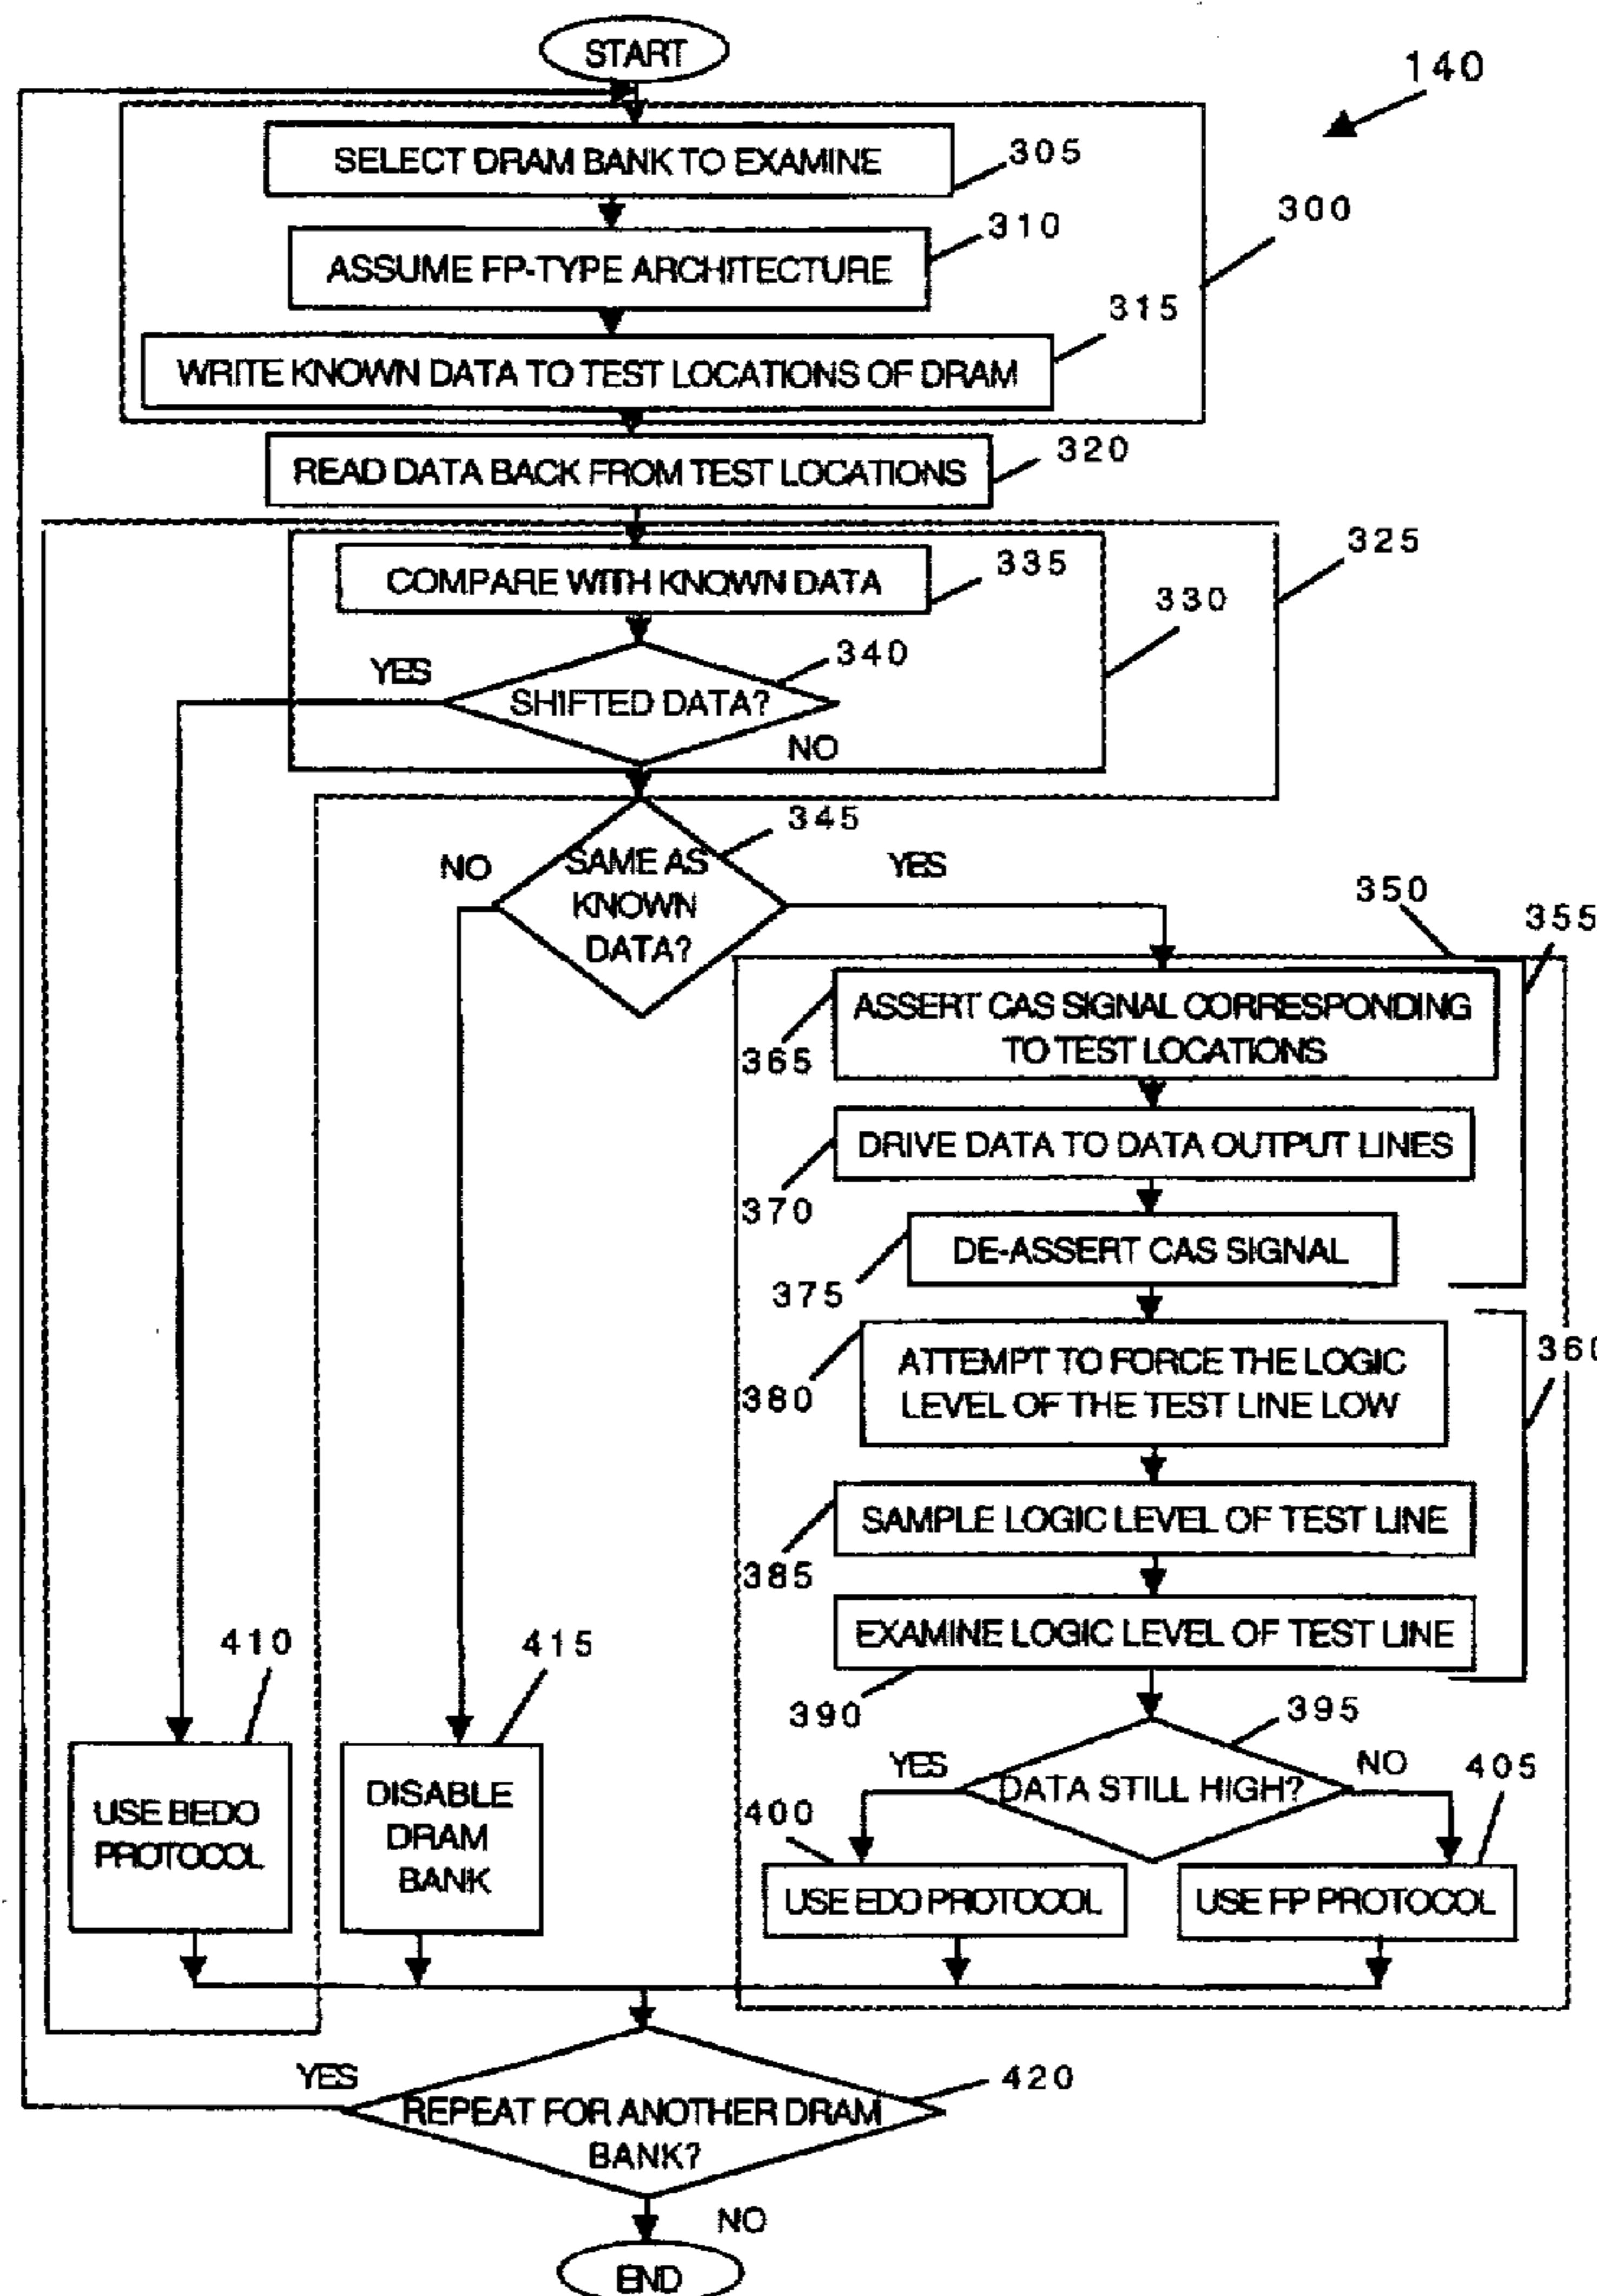 START
140
SELECT DRAM BANK TO EXAMINE
305
300
ASSUME FP-TYPE ARCHITECTURE
310
315
WRITE KNOWN DATA TO TEST LOCATIONS OF DRAM
READ DATA BACK FROM TEST LOCATIONS
320
325
COMPARE WITH KNOWN DATA
335
330
340
YES
SHIFTED DATA?
NO
345
NO
SAME AS
KNOWN
DATA?
YES
350
355
ASSERT CAS SIGNAL CORRESPONDING
TO TEST LOCATIONS
365
DRIVE DATA TO DATA OUTPUT LINES
370
DE-ASSERT CAS SIGNAL
375
360
ATTEMPT TO FORCE THE LOGIC
LEVEL OF THE TEST LINE LOW
380
SAMPLE LOGIC LEVEL OF TEST LINE
385
EXAMINE LOGIC LEVEL OF TEST LINE
390
395
YES
DATA STILL HIGH?
NO
400
405
USE EDO PROTOCOL
USE FP PROTOCOL
410
USE BEDO
PROTOCOL
415
DISABLE
DRAM
BANK
YES
420
REPEAT FOR ANOTHER DRAM
BANK?
NO
END